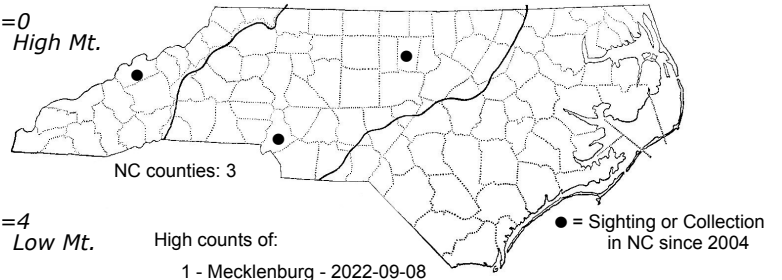 =0
High Mt.
NC counties: 3
=4
Low Mt.
High counts of:
1 - Mecklenburg - 2022-09-08
● = Sighting or Collection
in NC since 2004